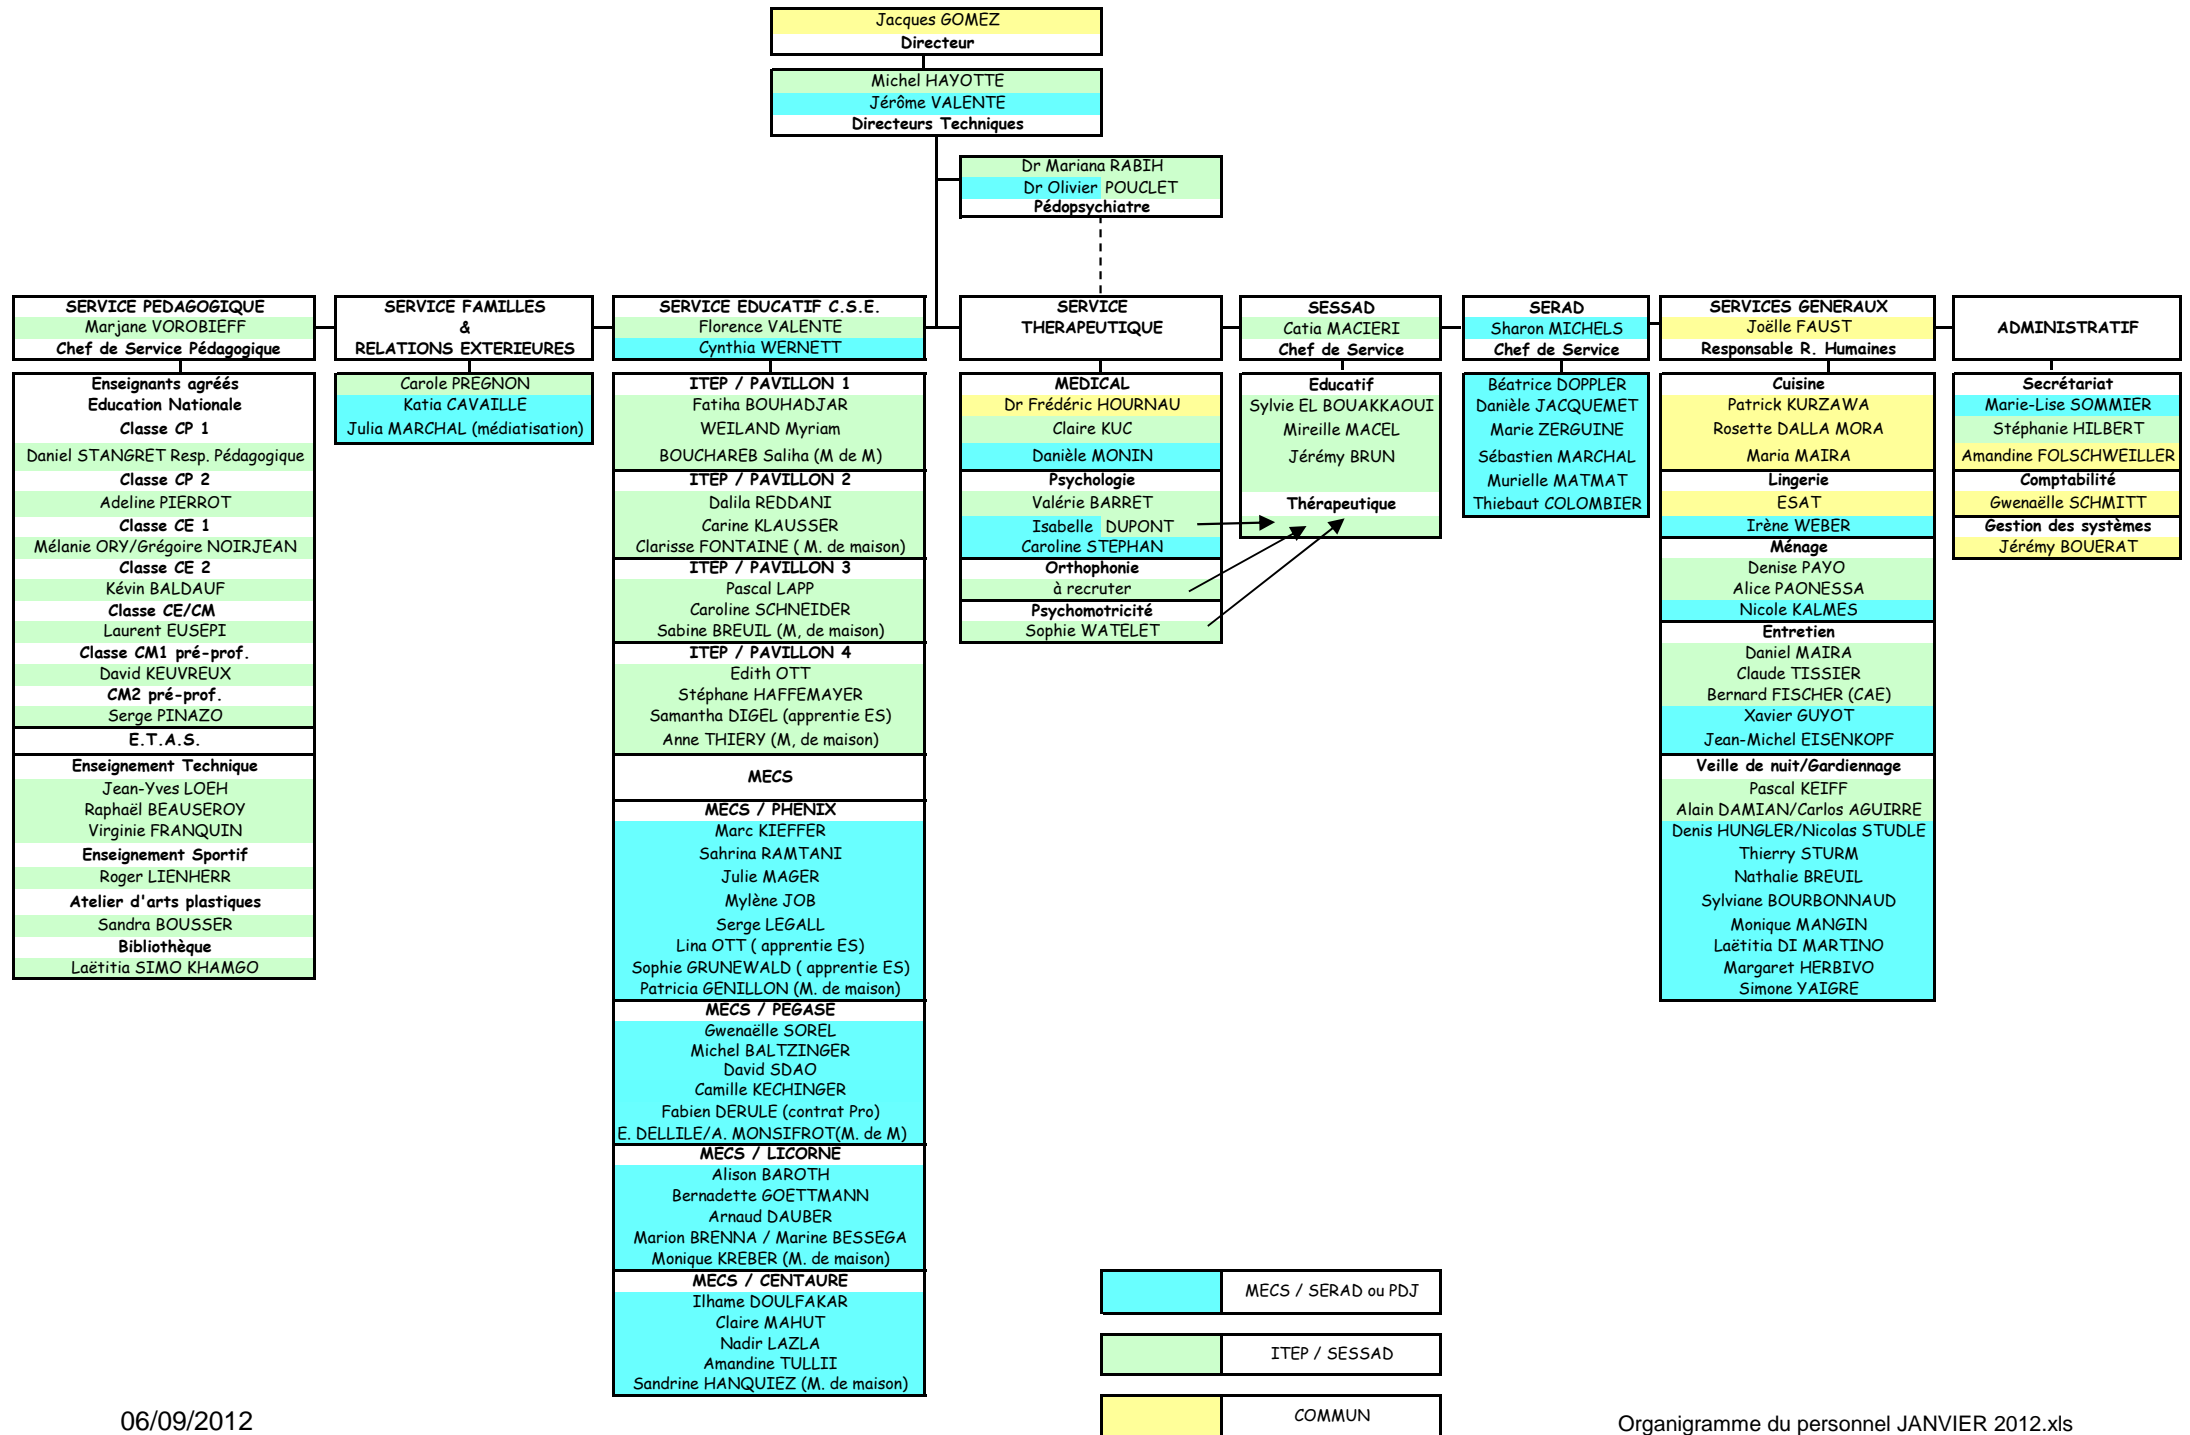 Jacques GOMEZ
Directeur
Michel HAYOTTE
Jérôme VALENTE
Directeurs Techniques
Dr Mariana RABIH
Dr Olivier POUCLET
Pédopsychiatre
SERVICE PEDAGOGIQUE
Marjane VOROBIEFF
Chef de Service Pédagogique
Enseignants agréés
Education Nationale
Classe CP 1
Daniel STANGRET Resp. Pédagogique
Classe CP 2
Adeline PIERROT
Classe CE 1
Mélanie ORY/Grégoire NOIRJEAN
Classe CE 2
Kévin BALDAUF
Classe CE/CM
Laurent EUSEPI
Classe CM1 pré-prof.
David KEUVREUX
CM2 pré-prof.
Serge PINAZO
E.T.A.S.
Enseignement Technique
Jean-Yves LOEH
Raphaël BEAUSEROY
Virginie FRANQUIN
Enseignement Sportif
Roger LIENHERR
Atelier d'arts plastiques
Sandra BOUSSER
Bibliothèque
Laëtitia SIMO KHAMGO
SERVICE FAMILLES
&
RELATIONS EXTERIEURES
Carole PREGNON
Katia CAVAILLE
Julia MARCHAL (médiatisation)
SERVICE EDUCATIF C.S.E.
Florence VALENTE
Cynthia WERNETT
ITEP / PAVILLON 1
Fatiha BOUHADJAR
WEILAND Myriam
BOUCHAREB Saliha (M de M)
ITEP / PAVILLON 2
Dalila REDDANI
Carine KLAUSSER
Clarisse FONTAINE ( M. de maison)
ITEP / PAVILLON 3
Pascal LAPP
Caroline SCHNEIDER
Sabine BREUIL (M, de maison)
ITEP / PAVILLON 4
Edith OTT
Stéphane HAFFEMAYER
Samantha DIGEL (apprentie ES)
Anne THIERY (M, de maison)
MECS
MECS / PHENIX
Marc KIEFFER
Sahrina RAMTANI
Julie MAGER
Mylène JOB
Serge LEGALL
Lina OTT ( apprentie ES)
Sophie GRUNEWALD ( apprentie ES)
Patricia GENILLON (M. de maison)
MECS / PEGASE
Gwenaëlle SOREL
Michel BALTZINGER
David SDAO
Camille KECHINGER
Fabien DERULE (contrat Pro)
E. DELLILE/A. MONSIFROT(M. de M)
MECS / LICORNE
Alison BAROTH
Bernadette GOETTMANN
Arnaud DAUBER
Marion BRENNA / Marine BESSEGA
Monique KREBER (M. de maison)
MECS / CENTAURE
Ilhame DOULFAKAR
Claire MAHUT
Nadir LAZLA
Amandine TULLII
Sandrine HANQUIEZ (M. de maison)
SERVICE
THERAPEUTIQUE
MEDICAL
Dr Frédéric HOURNAU
Claire KUC
Danièle MONIN
Psychologie
Valérie BARRET
Isabelle DUPONT
Caroline STEPHAN
Orthophonie
à recruter
Psychomotricité
Sophie WATELET
SESSAD
Catia MACIERI
Chef de Service
Educatif
Sylvie EL BOUAKKAOUI
Mireille MACEL
Jérémy BRUN
Thérapeutique
SERAD
Sharon MICHELS
Chef de Service
Béatrice DOPPLER
Danièle JACQUEMET
Marie ZERGUINE
Sébastien MARCHAL
Murielle MATMAT
Thiebaut COLOMBIER
SERVICES GENERAUX
Joëlle FAUST
Responsable R. Humaines
Cuisine
Patrick KURZAWA
Rosette DALLA MORA
Maria MAIRA
Lingerie
ESAT
Irène WEBER
Ménage
Denise PAYO
Alice PAONESSA
Nicole KALMES
Entretien
Daniel MAIRA
Claude TISSIER
Bernard FISCHER (CAE)
Xavier GUYOT
Jean-Michel EISENKOPF
Veille de nuit/Gardiennage
Pascal KEIFF
Alain DAMIAN/Carlos AGUIRRE
Denis HUNGLER/Nicolas STUDLE
Thierry STURM
Nathalie BREUIL
Sylviane BOURBONNAUD
Monique MANGIN
Laëtitia DI MARTINO
Margaret HERBIVO
Simone YAIGRE
ADMINISTRATIF
Secrétariat
Marie-Lise SOMMIER
Stéphanie HILBERT
Amandine FOLSCHWEILLER
Comptabilité
Gwenaëlle SCHMITT
Gestion des systèmes
Jérémy BOUERAT
MECS / SERAD ou PDJ
ITEP / SESSAD
COMMUN
06/09/2012
Organigramme du personnel JANVIER 2012.xls